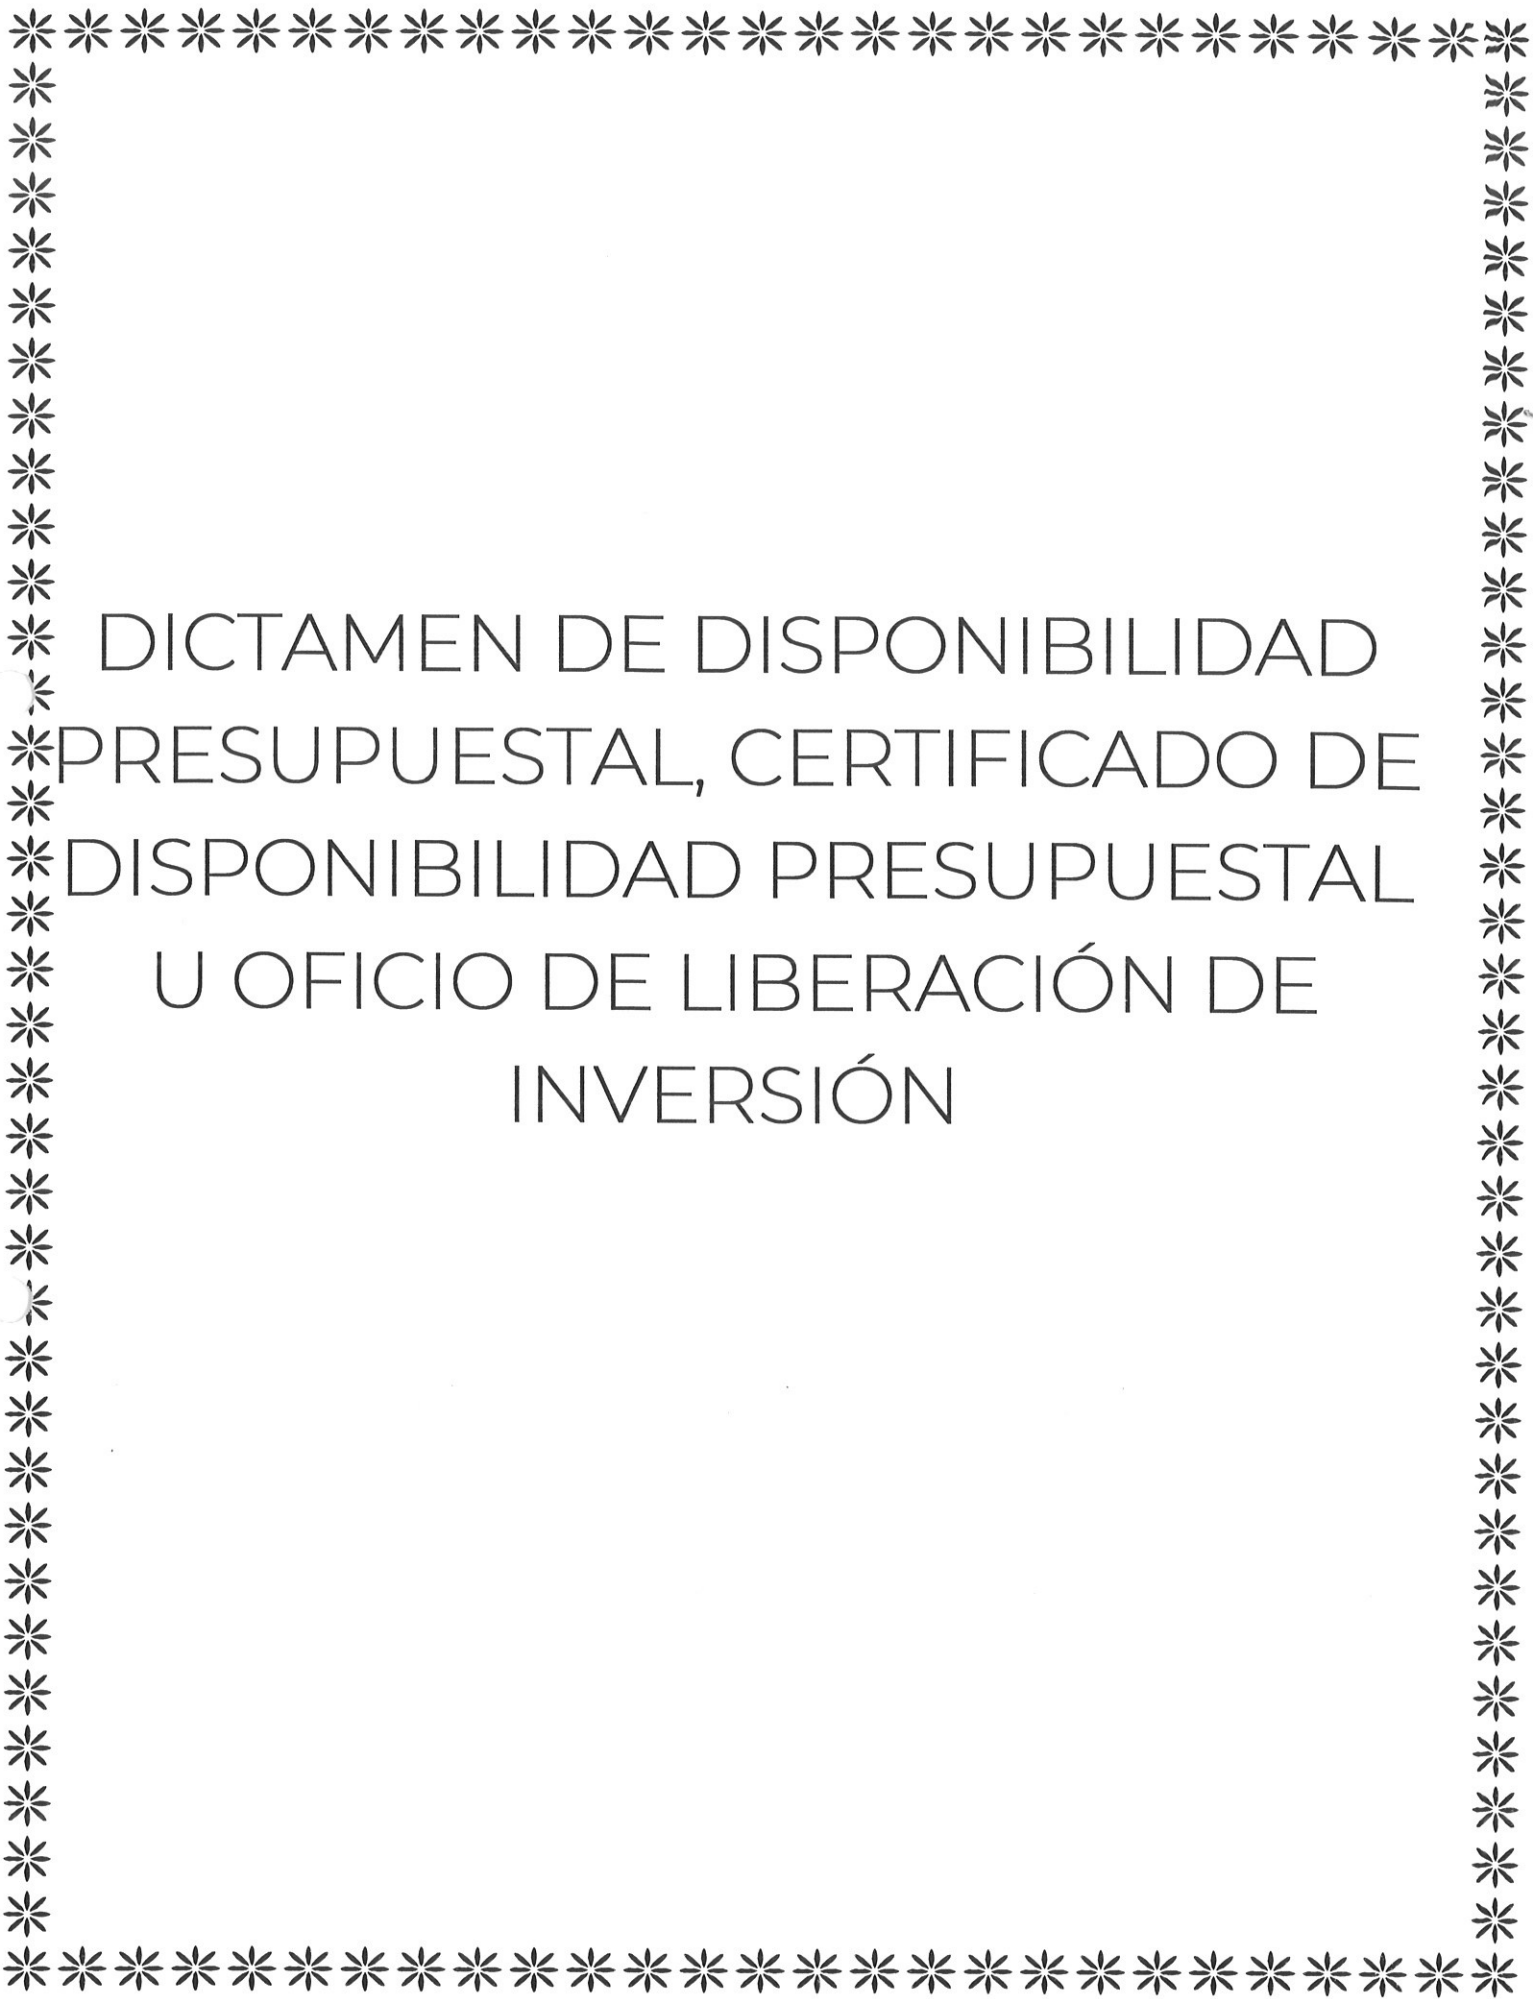 DICTAMEN DE DISPONIBILIDAD
PRESUPUESTAL, CERTIFICADO DE
DISPONIBILIDAD PRESUPUESTAL
U OFICIO DE LIBERACIÓN DE
INVERSIÓN